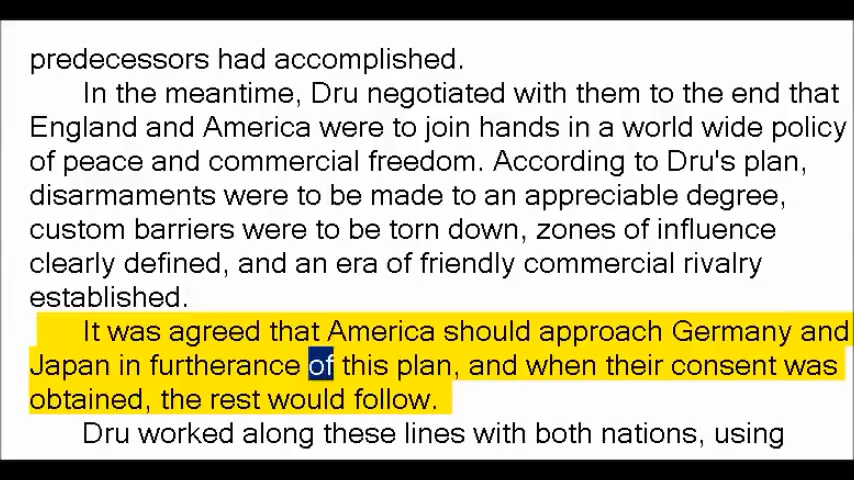 predecessors had accomplished.
In the meantime, Dru negotiated with them to the end that
England and America were to join hands in a world wide policy
of peace and commercial freedom. According to Dru's plan,
disarmaments were to be made to an appreciable degree,
custom barriers were to be torn down, zones of influence
clearly defined, and an era of friendly commercial rivalry
established.
It was agreed that America should approach Germany and
Japan in furtherance of this plan, and when their consent was
obtained, the rest would follow.
Dru worked along these lines with both nations, using